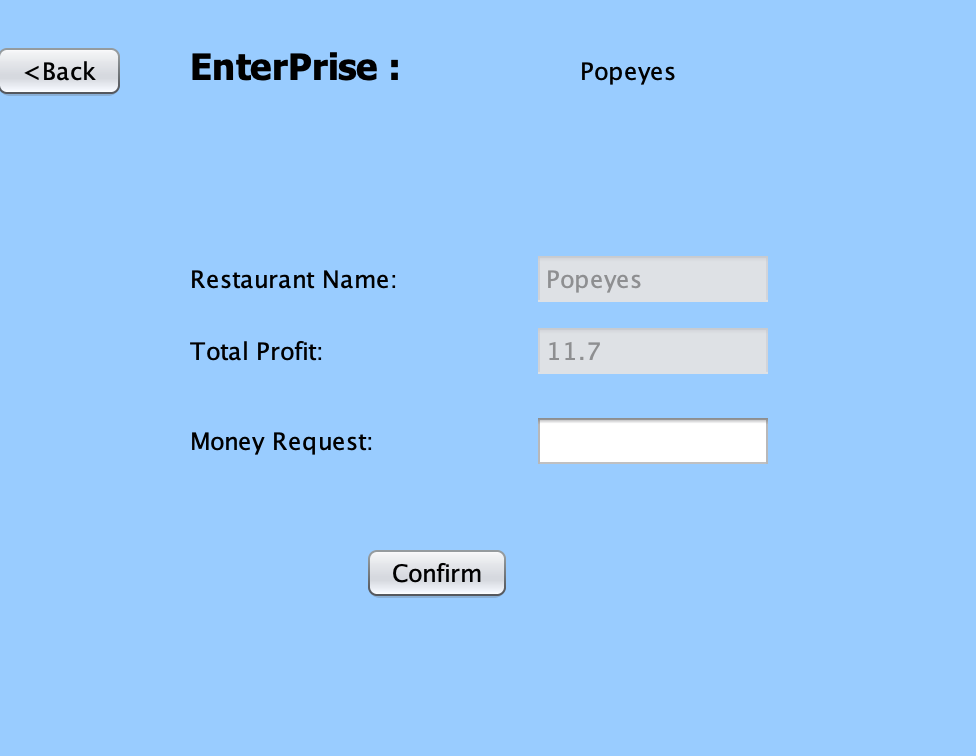 <Back
EnterPrise :
Popeyes
Restaurant Name:
Popeyes
Total Profit:
11.7
Money Request:
Confirm